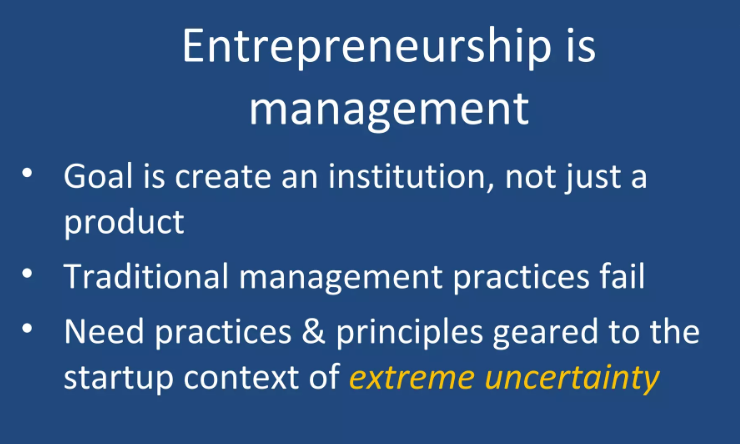 Entrepreneurship is
management
• Goal is create an institution, not just a
product
• Traditional management practices fail
• Need practices & principles geared to the
startup context of extreme uncertainty